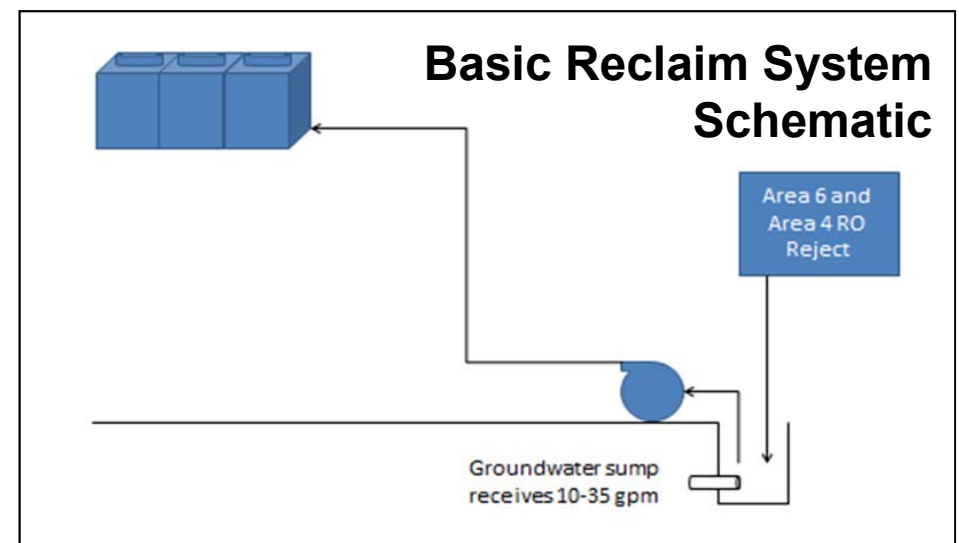 Basic Reclaim System
Schematic
Area 6 and
Area 4 RO
Reject
Groundwater sump
receives 10-35 gpm